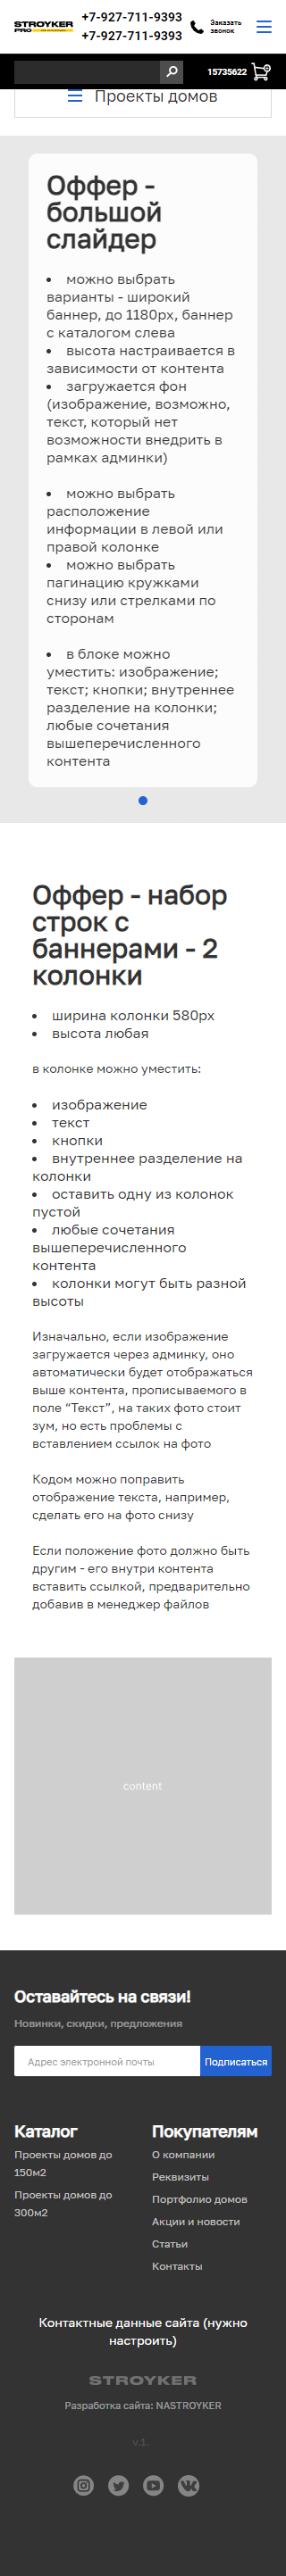 STROYKER
PRO
+7-927-711-9393
+7-927-711-9393
Заказать
звонок
15735622
Проекты домов
Оффер -
большой
слайдер
• можно выбрать
варианты - широкий
баннер, до 1180px, баннер
с каталогом слева
• высота настраивается в
зависимости от контента
• загружается фон
(изображение, возможно,
текст, который нет
возможности внедрить в
рамках админки)
• можно выбрать
расположение
информации в левой или
правой колонке
• можно выбрать
пагинацию кружками
снизу или стрелками по
сторонам
• в блоке можно
уместить: изображение;
текст; кнопки; внутреннее
разделение на колонки;
любые сочетания
вышеперечисленного
контента
Оффер - набор
строк с
баннерами - 2
колонки
• ширина колонки 580px
• высота любая
в колонке можно уместить:
• изображение
• текст
• кнопки
• внутреннее разделение на
колонки
• оставить одну из колонок
пустой
• любые сочетания
вышеперечисленного
контента
• колонки могут быть разной
высоты
Изначально, если изображение
загружается через админку, оно
автоматически будет отображаться
выше контента, прописываемого в
поле “Текст”, на таких фото стоит
зум, но есть проблемы с
вставлением ссылок на фото
Кодом можно поправить
отображение текста, например,
сделать его на фото снизу
Если положение фото должно быть
другим - его внутри контента
вставить ссылкой, предварительно
добавив в менеджер файлов
content
Оставайтесь на связи!
Новинки, скидки, предложения
Адрес электронной почты
Подписаться
Каталог
Проекты домов до
150м2
Проекты домов до
300м2
Покупателям
О компании
Реквизиты
Портфолио домов
Акции и новости
Статьи
Контакты
Контактные данные сайта (нужно
настроить)
STROYKER
Разработка сайта: NASTROYKER
v.1.